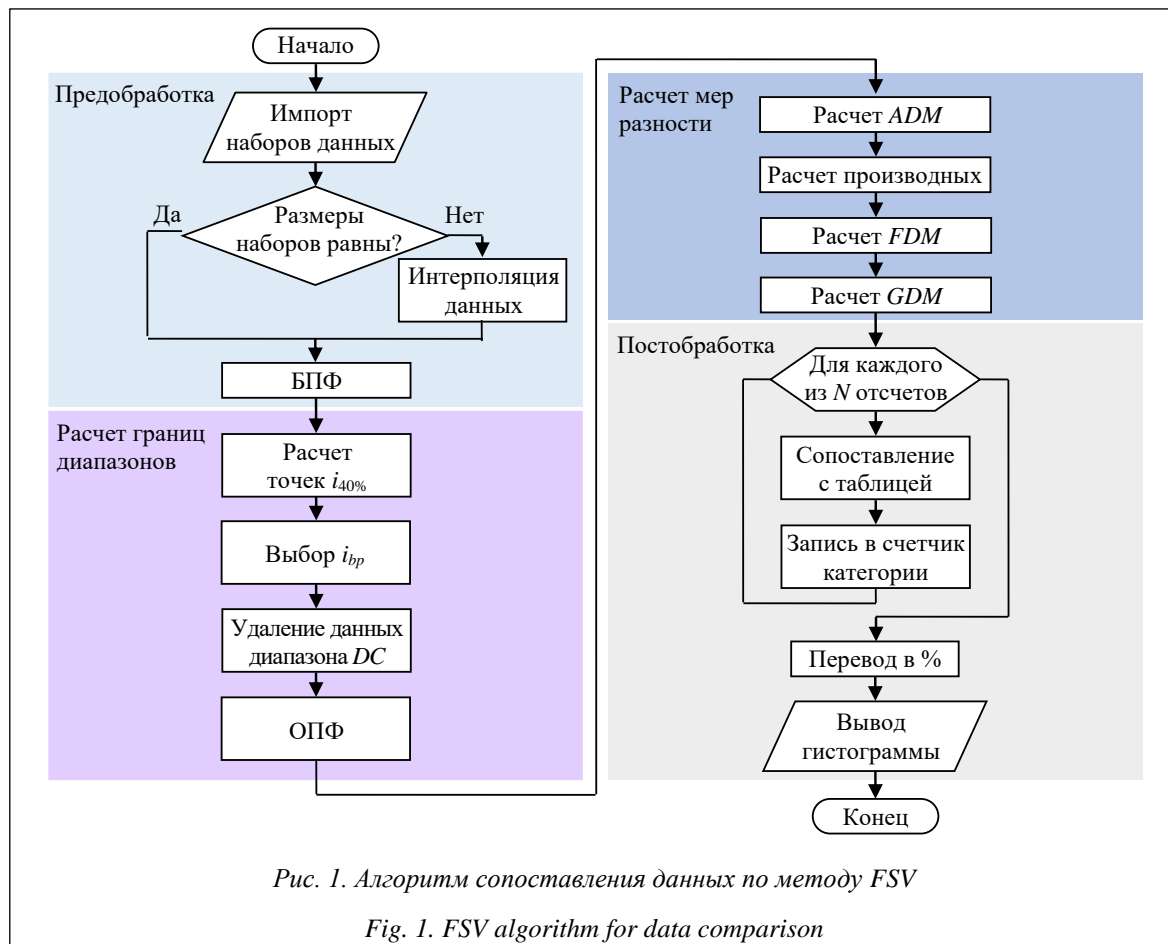 Начало
Предобработка
Импорт
наборов данных
Размеры
наборов равны?
Да
Нет
Интерполяция
данных
БПФ
Расчет границ
диапазонов
Расчет
точек i40%
Выбор ibp
Удаление данных
диапазона DC
ОПФ
Расчет мер
разности
Расчет ADM
Расчет производных
Расчет FDM
Расчет GDM
Постобработка
Для каждого
из N отсчетов
Сопоставление
с таблицей
Запись в счетчик
категории
Перевод в %
Вывод
гистограммы
Конец
Рис. 1. Алгоритм сопоставления данных по методу FSV
Fig. 1. FSV algorithm for data comparison